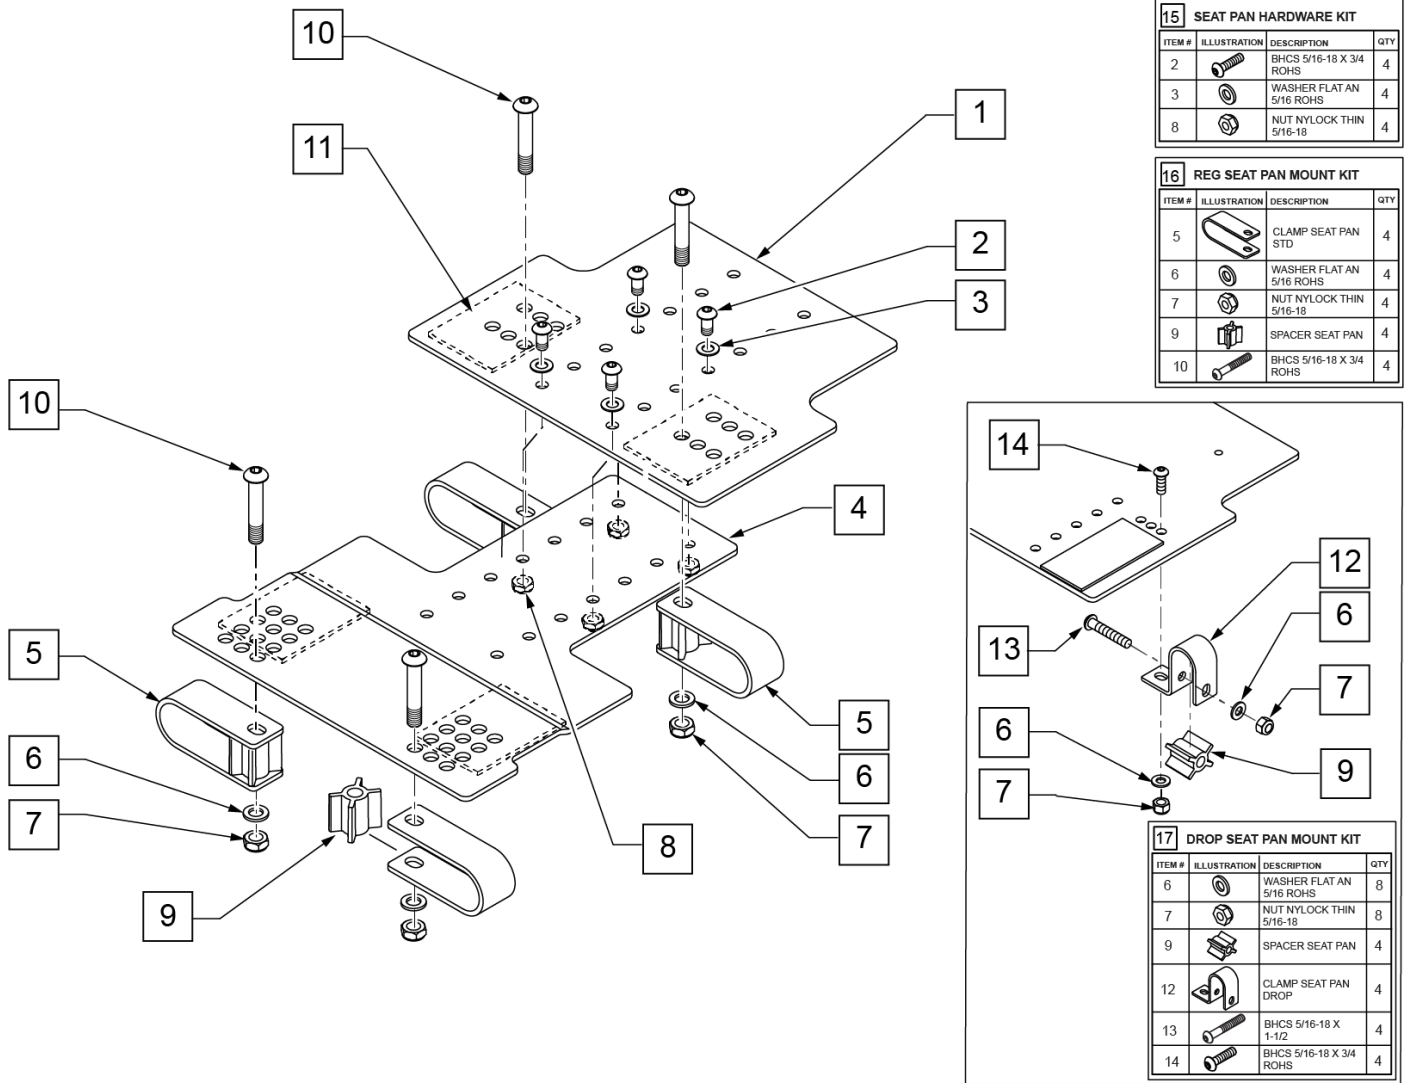 10
11
1
2
3
10
4
5
6
7
9
8
5
6
7
15 SEAT PAN HARDWARE KIT
ITEM # ILLUSTRATION DESCRIPTION QTY
2 BHCS 5/16-18 X 3/4 4
ROHS
3 WASHER FLAT AN 4
5/16 ROHS
8 NUT NYLOCK THIN 4
5/16-18
16 REG SEAT PAN MOUNT KIT
ITEM # ILLUSTRATION DESCRIPTION QTY
5 CLAMP SEAT PAN 4
STD
6 WASHER FLAT AN 4
5/16 ROHS
7 NUT NYLOCK THIN 4
5/16-18
9 SPACER SEAT PAN 4
10 BHCS 5/16-18 X 3/4 4
ROHS
14
12
13
6
7
6
7
9
17 DROP SEAT PAN MOUNT KIT
ITEM # ILLUSTRATION DESCRIPTION QTY
6 WASHER FLAT AN 8
5/16 ROHS
7 NUT NYLOCK THIN 8
5/16-18
9 SPACER SEAT PAN 4
12 CLAMP SEAT PAN 4
DROP
13 BHCS 5/16-18 X 4
1-1/2
14 BHCS 5/16-18 X 3/4 4
ROHS